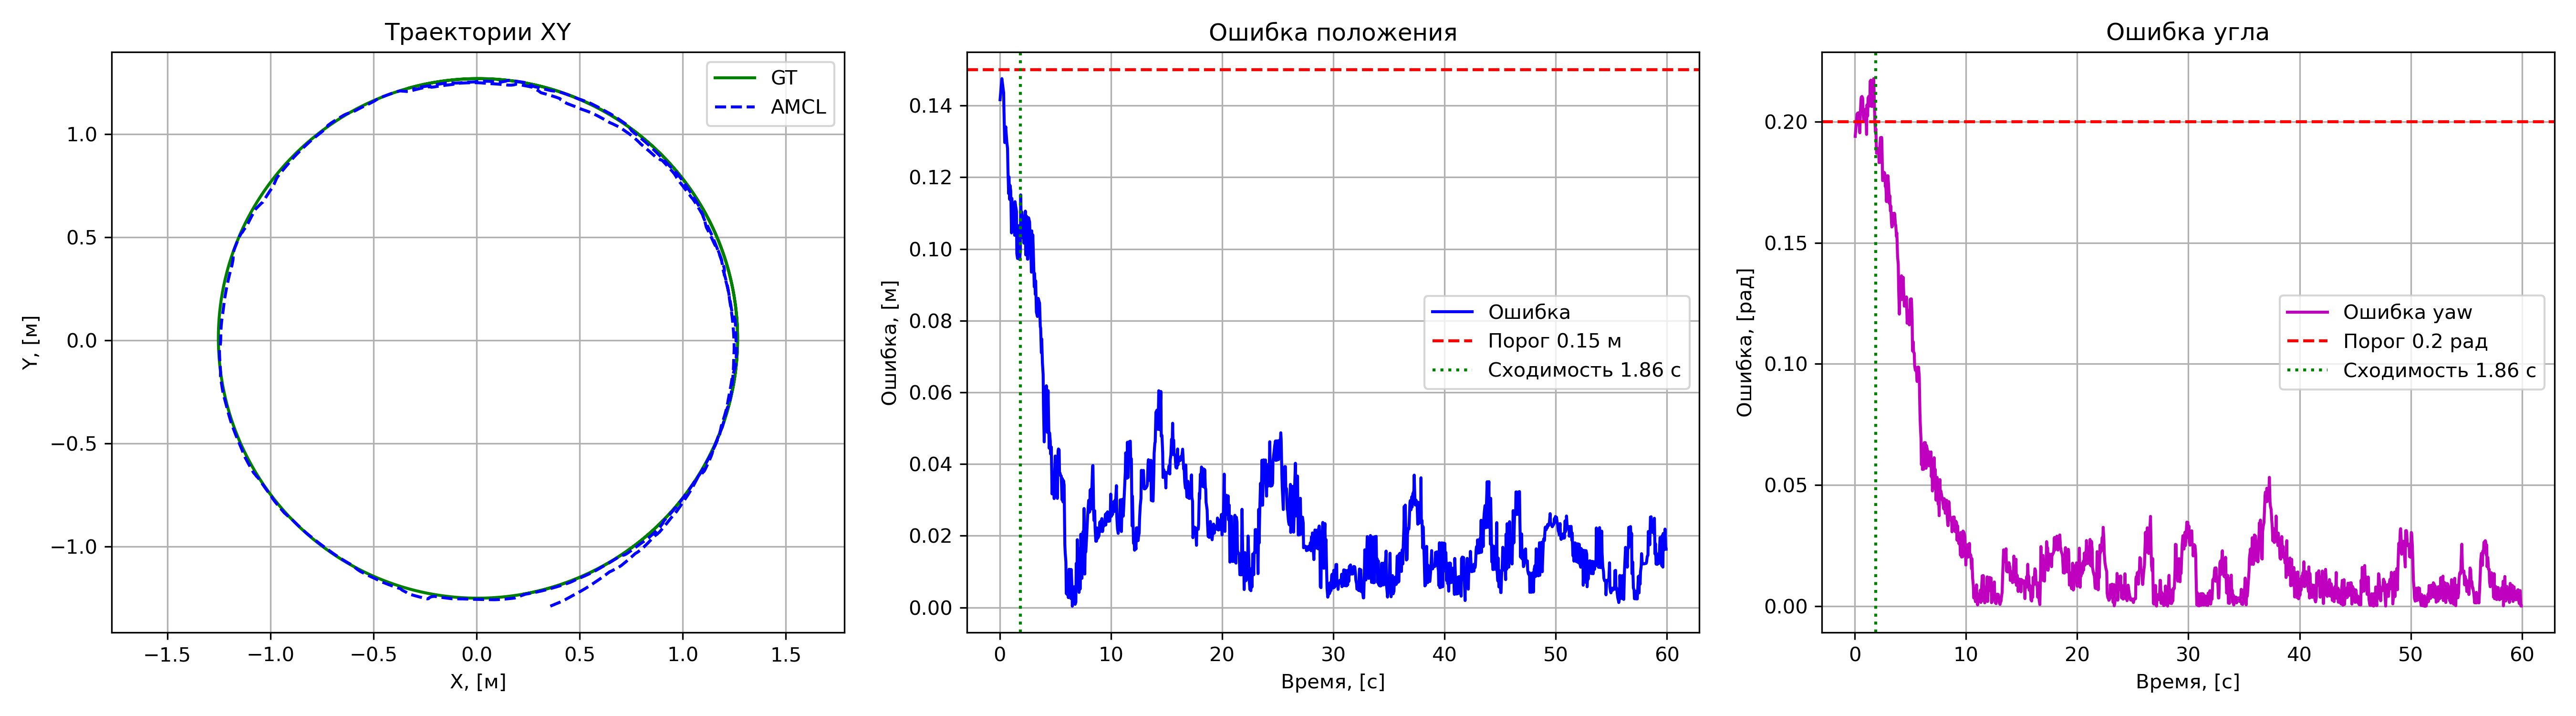 Траектории XY
GT
AMCL
1.0
0.5
0.0
−0.5
−1.0
Y, [м]
−1.5
−1.0
−0.5
0.0
0.5
1.0
1.5
X, [м]
Ошибка положения
0.14
0.12
0.10
0.08
0.06
0.04
0.02
0.00
Ошибка, [м]
Ошибка
Порог 0.15 м
Сходимость 1.86 с
0
10
20
30
40
50
60
Время, [с]
Ошибка угла
0.20
0.15
0.10
0.05
0.00
Ошибка, [рад]
Ошибка yaw
Порог 0.2 рад
Сходимость 1.86 с
0
10
20
30
40
50
60
Время, [с]